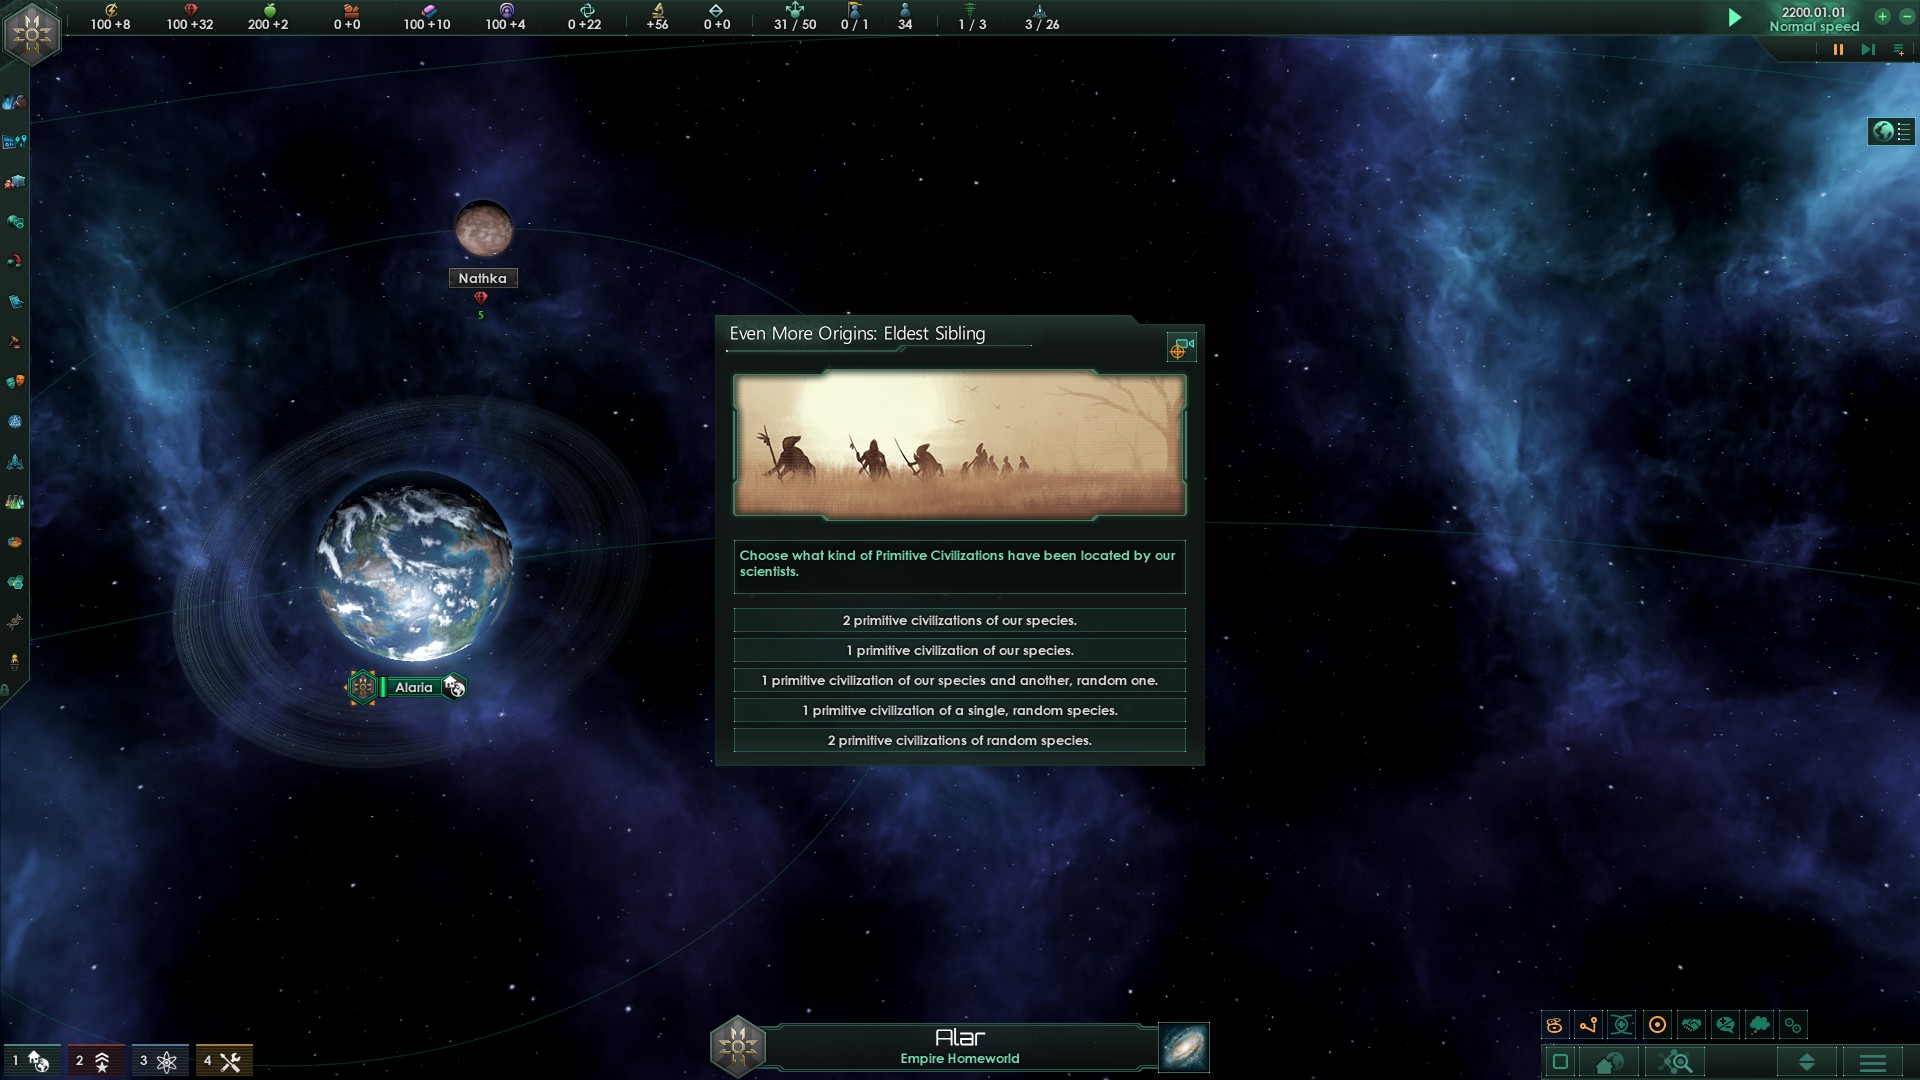 100 +8
100 +32
200 +2
0 +0
100 +10
100 +4
0 +22
+56
0 +0
31 / 50
0 / 1
34
1 / 3
3 / 26
2200.01.01
Normal speed
Nathka
5
Even More Origins: Eldest Sibling
Choose what kind of Primitive Civilizations have been located by our
scientists.
2 primitive civilizations of our species.
1 primitive civilization of our species.
1 primitive civilization of our species and another, random one.
1 primitive civilization of a single, random species.
2 primitive civilizations of random species.
Alaria
Alar
Empire Homeworld
1
2
3
4